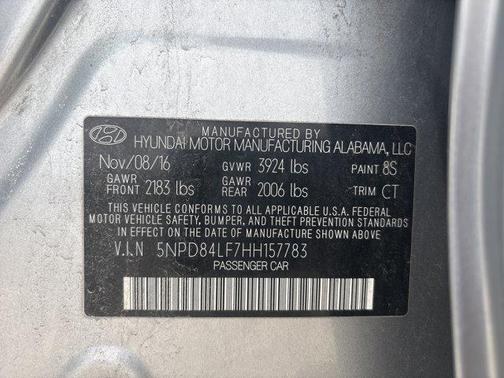 MANUFACTURED BY
HYUNDAI MOTOR MANUFACTURING ALABAMA, LLC
Nov/08/16 GVWR 3924 lbs PAINT 8S
GAWR FRONT 2183 lbs GAWR REAR 2006 lbs TRIM CT
THIS VEHICLE CONFORMS TO ALL APPLICABLE U.S.A. FEDERAL
MOTOR VEHICLE SAFETY, BUMPER, AND THEFT PREVENTION STANDARDS
IN EFFECT ON THE DATE OF MANUFACTURE SHOWN ABOVE.
V.I.N 5NPD84LF7HH157783
PASSENGER CAR